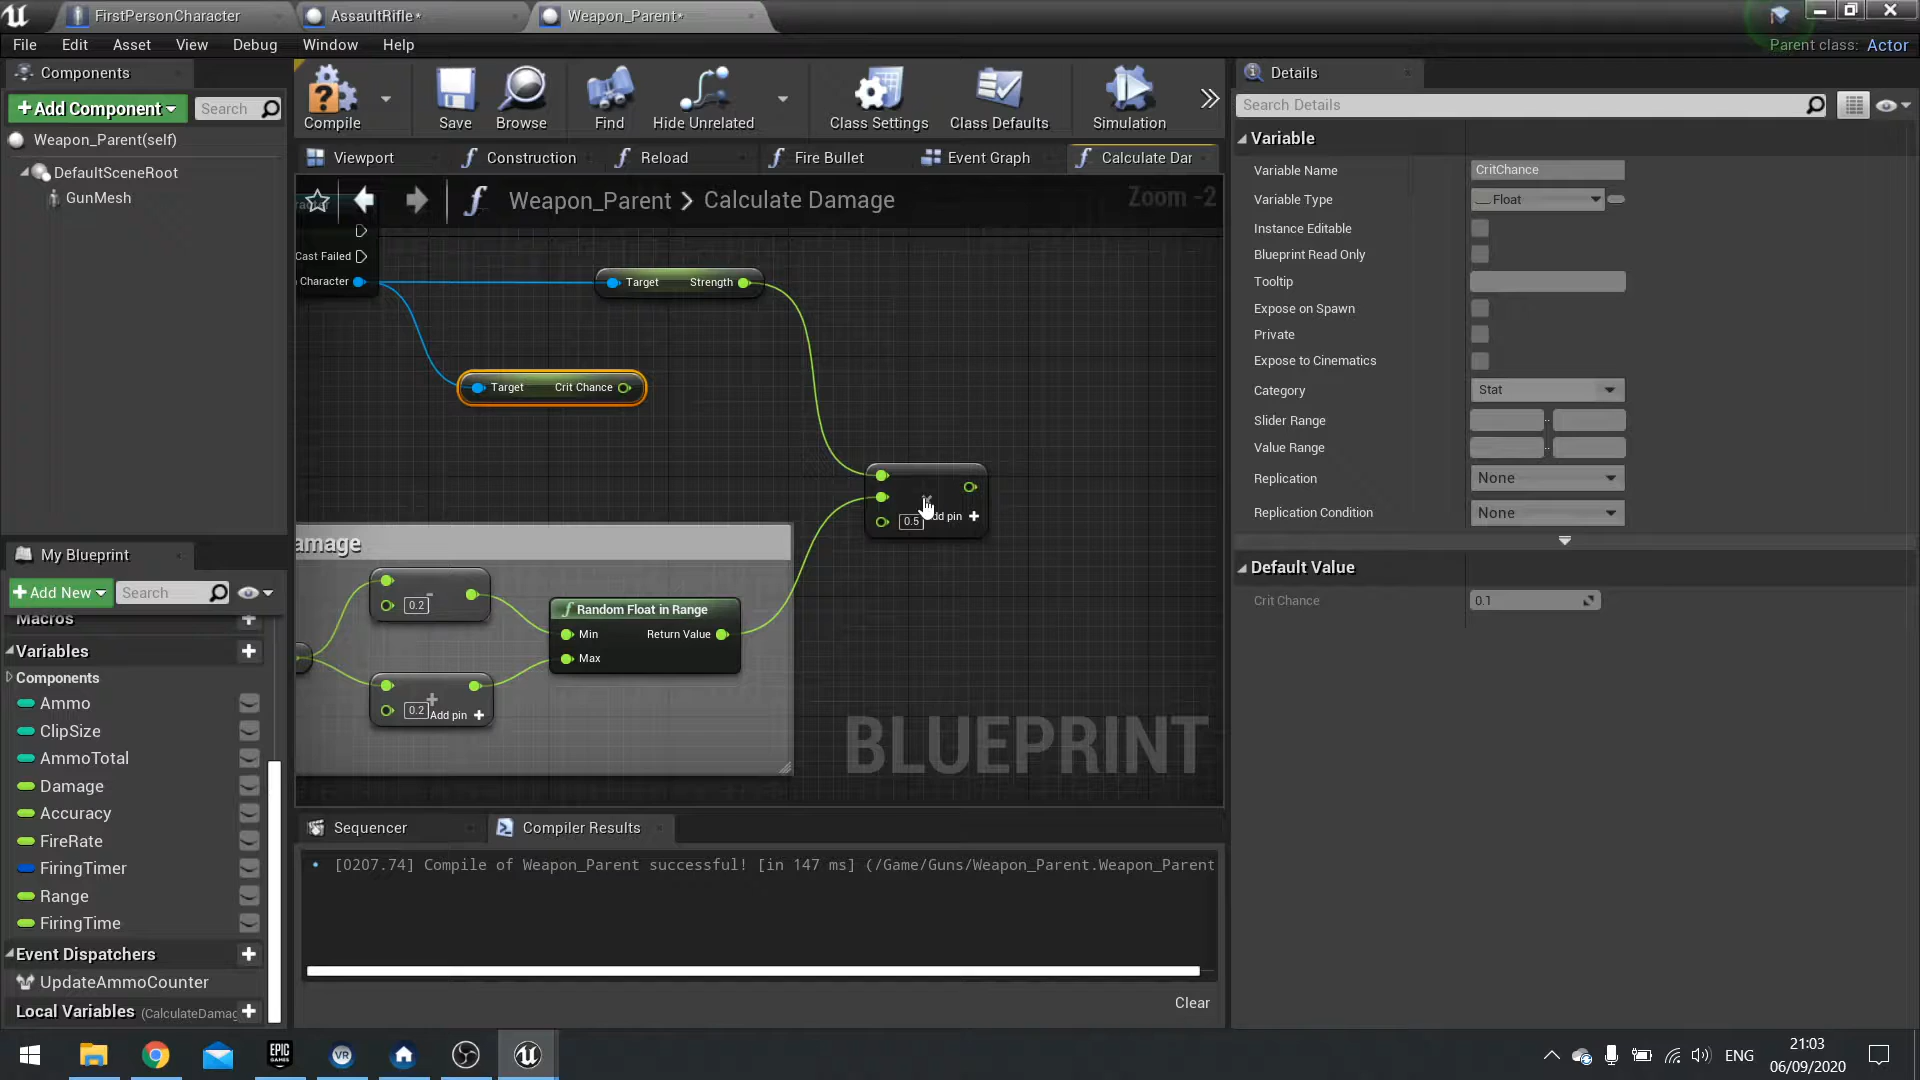 FirstPersonCharacter
AssaultRifle*
Weapon_Parent*
File Edit Asset View Debug Window Help
Parent class: Actor
Components
+Add Component
Search
Weapon_Parent(self)
DefaultSceneRoot
GunMesh
Compile
Save
Browse
Find
Hide Unrelated
Class Settings
Class Defaults
Simulation
Viewport
Construction
Reload
Fire Bullet
Event Graph
Calculate Dar
Weapon_Parent > Calculate Damage
Zoom -2
Cast Failed
Character
Target Strength
Target Crit Chance
0.5
dd pin +
amage
0.2 -
Random Float in Range
Min Return Value
Max
+
0.2 Add pin +
BLUEPRINT
My Blueprint
+Add New
Search
Macros
Variables
Components
Ammo
ClipSize
AmmoTotal
Damage
Accuracy
FireRate
FiringTimer
Range
FiringTime
Event Dispatchers
UpdateAmmoCounter
Local Variables (CalculateDamag
Sequencer
Compiler Results
[0207.74] Compile of Weapon_Parent successful! [in 147 ms] (/Game/Guns/Weapon_Parent.Weapon_Parent
Clear
Details
Search Details
Variable
Variable Name CritChance
Variable Type Float
Instance Editable
Blueprint Read Only
Tooltip
Expose on Spawn
Private
Expose to Cinematics
Category Stat
Slider Range
Value Range
Replication None
Replication Condition None
Default Value
Crit Chance 0.1
EPIC GAMES
VR
ENG
21:03
06/09/2020